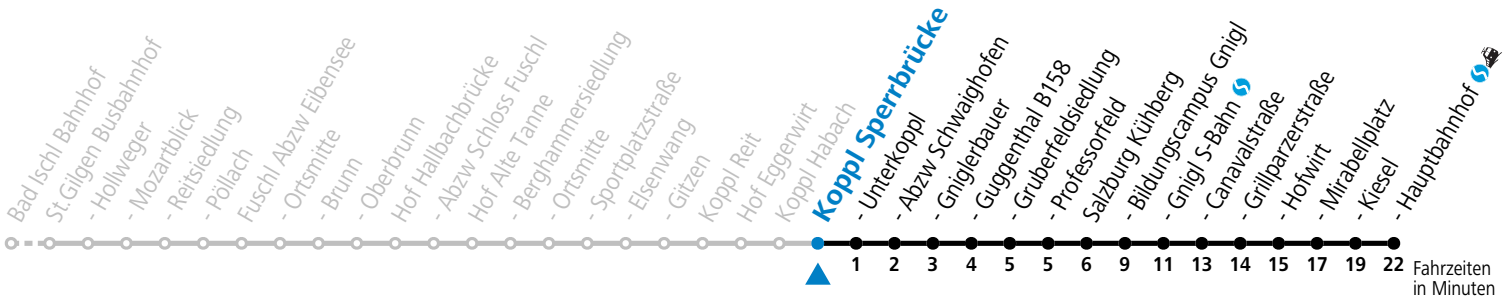 Bad Ischl Bahnhof
St.Gilgen Busbahnhof
- Hollweger
- Mozartblick
- Reitsiedlung
- Pöllach
Fuschl Abzw Eibensee
- Ortsmitte
- Brunn
- Oberbrunn
Hof Hallbachbrücke
- Abzw Schloss Fuschl
Hof Alte Tanne
- Berghammersiedlung
- Ortsmitte
- Sportplatzstraße
- Elsenwang
- Gitzen
Koppl Reit
Hof Eggenwirt
Koppl Habach
Koppl Sperrbrücke
- Unterkoppl
- Abzw Schwaighofen
- Gniglerbauer
- Guggenthal B158
- Gruberfeldsiedlung
- Professorfeld
Salzburg Kühberg
- Bildungscampus Gnigl
- Gnigl S-Bahn
- Canavalstraße
- Grillparzerstraße
- Hofwirt
- Mirabellplatz
- Kiesel
- Hauptbahnhof
1 2 3 4 5 5 6 9 11 13 14 15 17 19 22
Fahrzeiten
in Minuten